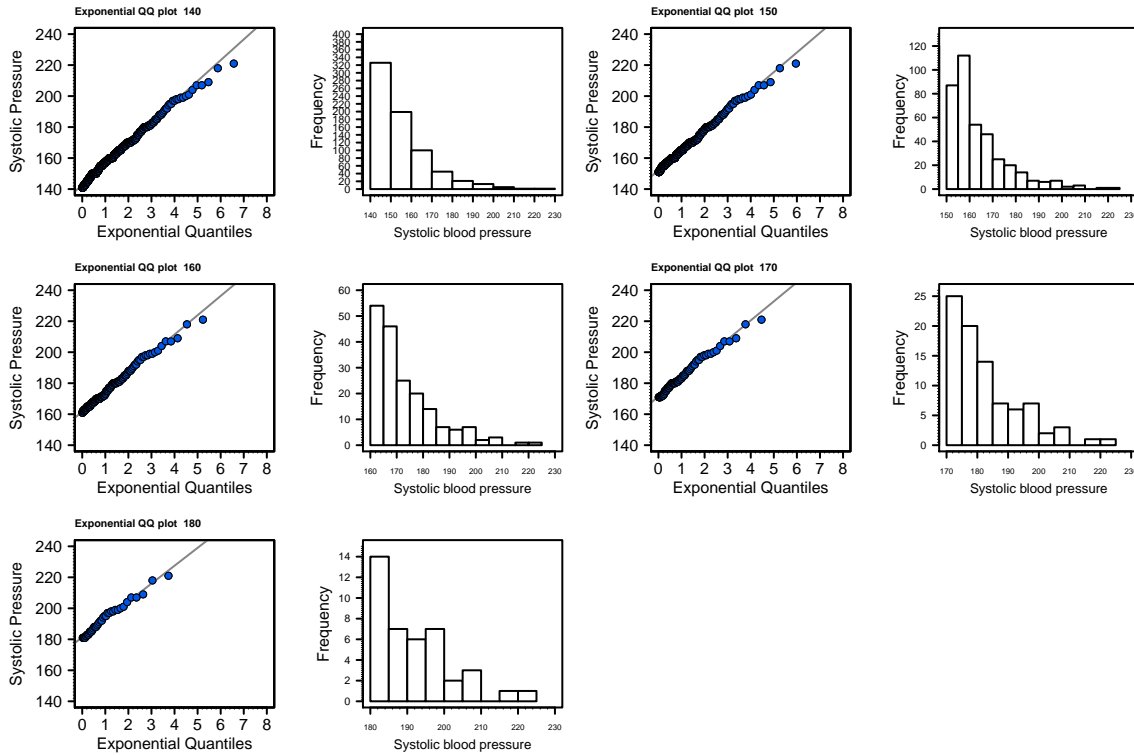 Exponential QQ plot 140
240
220
200
180
160
140
Systolic Pressure
0 1 2 3 4 5 6 7 8
Exponential Quantiles
400
380
360
340
320
300
280
260
240
220
200
180
160
140
120
100
80
60
40
20
0
Frequency
140 150 160 170 180 190 200 210 220 230
Systolic blood pressure
Exponential QQ plot 150
240
220
200
180
160
140
Systolic Pressure
0 1 2 3 4 5 6 7 8
Exponential Quantiles
120
100
80
60
40
20
0
Frequency
150 160 170 180 190 200 210 220 230
Systolic blood pressure
Exponential QQ plot 160
240
220
200
180
160
140
Systolic Pressure
0 1 2 3 4 5 6 7 8
Exponential Quantiles
60
50
40
30
20
10
0
Frequency
160 170 180 190 200 210 220 230
Systolic blood pressure
Exponential QQ plot 170
240
220
200
180
160
140
Systolic Pressure
0 1 2 3 4 5 6 7 8
Exponential Quantiles
25
20
15
10
5
0
Frequency
170 180 190 200 210 220 230
Systolic blood pressure
Exponential QQ plot 180
240
220
200
180
160
140
Systolic Pressure
0 1 2 3 4 5 6 7 8
Exponential Quantiles
14
12
10
8
6
4
2
0
Frequency
180 190 200 210 220 230
Systolic blood pressure